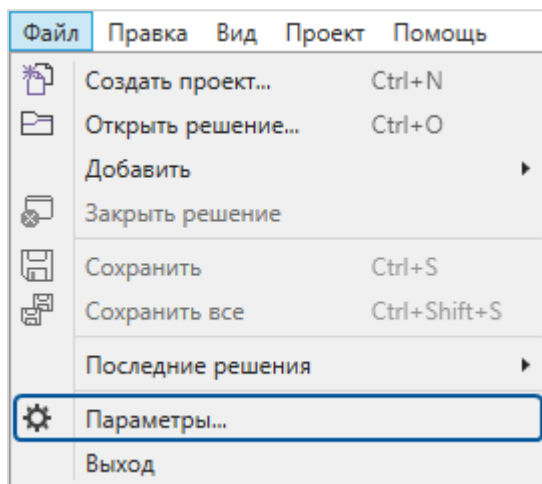 Файл Правка Вид Проект Помощь
Создать проект... Ctrl+N
Открыть решение... Ctrl+O
Добавить
Закрыть решение
Сохранить Ctrl+S
Сохранить все Ctrl+Shift+S
Последние решения
Параметры...
Выход